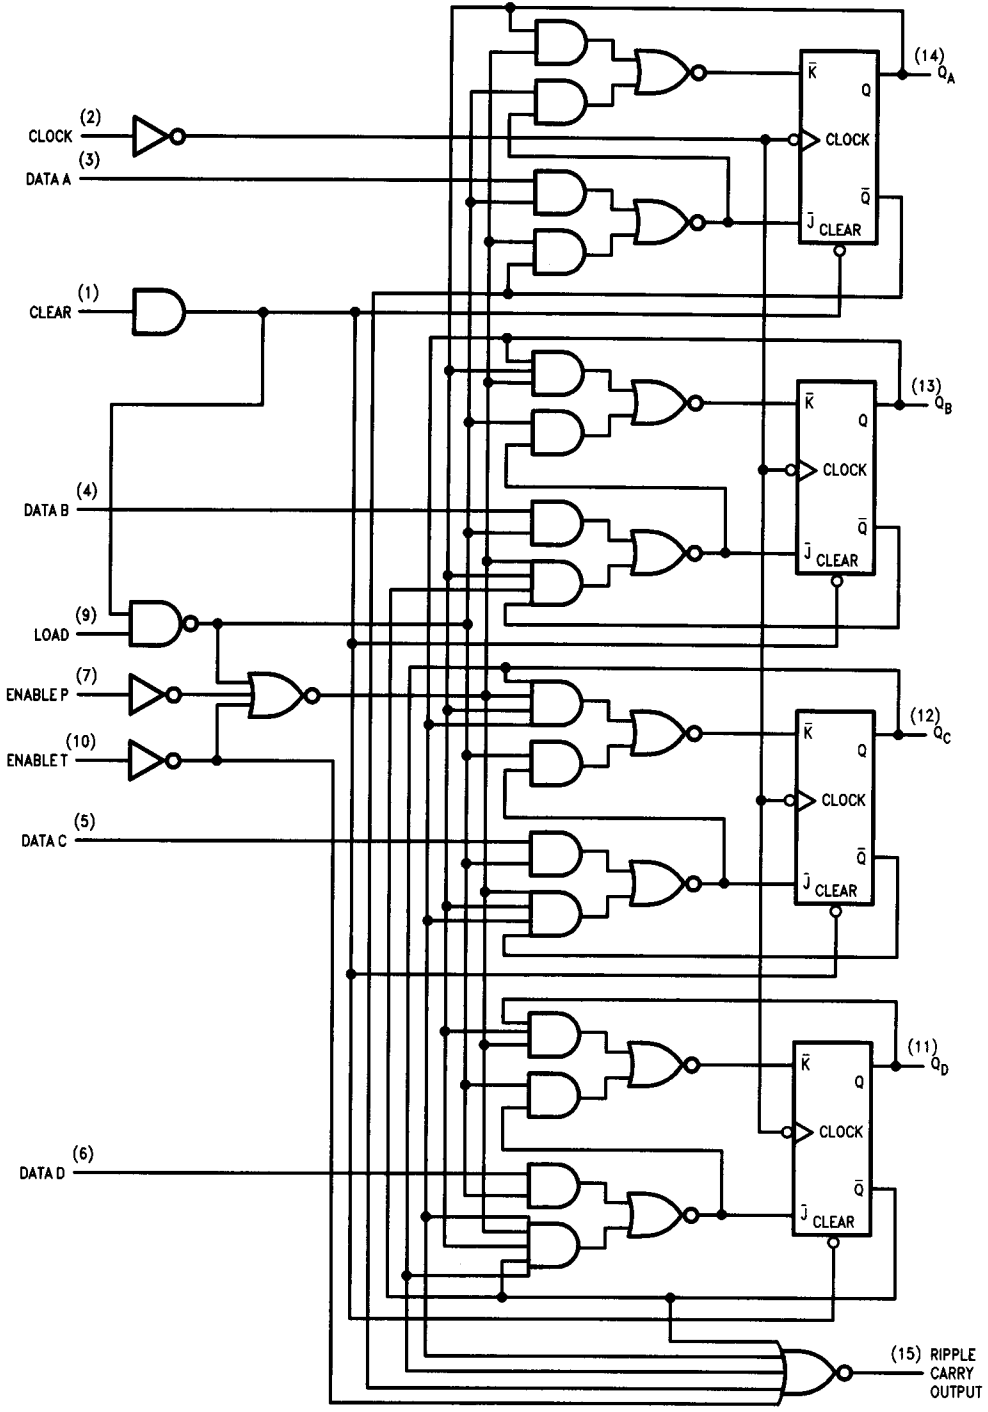 (14)
Q_A
K̄
Q
CLOCK
(2)
CLOCK
(3)
DATA A
Q̄
J̄
CLEAR
(1)
CLEAR
(13)
Q_B
K̄
Q
CLOCK
(4)
DATA B
Q̄
J̄
CLEAR
(9)
LOAD
(7)
ENABLE P
(10)
ENABLE T
(12)
Q_C
K̄
Q
CLOCK
(5)
DATA C
Q̄
J̄
CLEAR
(11)
Q_D
K̄
Q
CLOCK
(6)
DATA D
Q̄
J̄
CLEAR
(15) RIPPLE
CARRY
OUTPUT